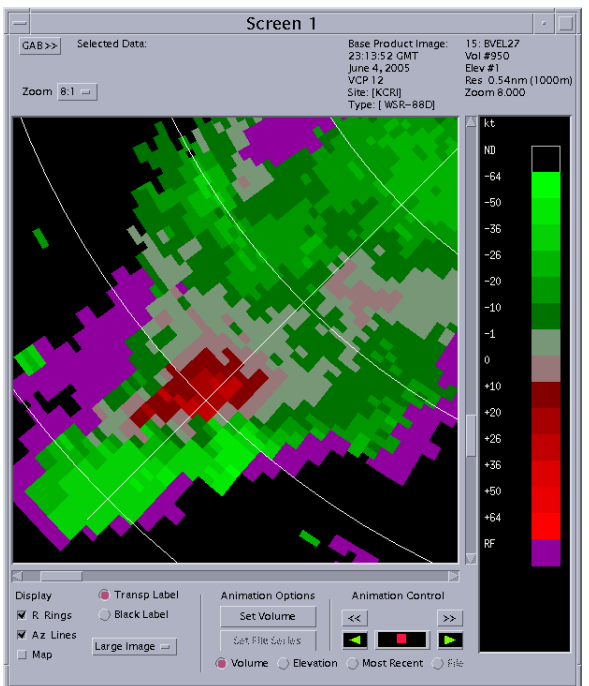 Screen 1
GAB>> Selected Data:
Base Product Image: 15: BVEL27
23:13:52 GMT Vol #950
June 4, 2005 Elev #1
VCP 12 Res 0.54nm (1000m)
Site: [KCRI] Zoom 8.000
Type: [ WSR-88D]
Zoom 8:1
kt
ND
-64
-50
-36
-26
-20
-10
-1
0
+10
+20
+26
+36
+50
+64
RF
Display
R Rings
Az Lines
Map
Transp Label
Black Label
Large Image
Animation Options
Set Volume
Set File Series
Animation Control
<< >>
Volume Elevation Most Recent File